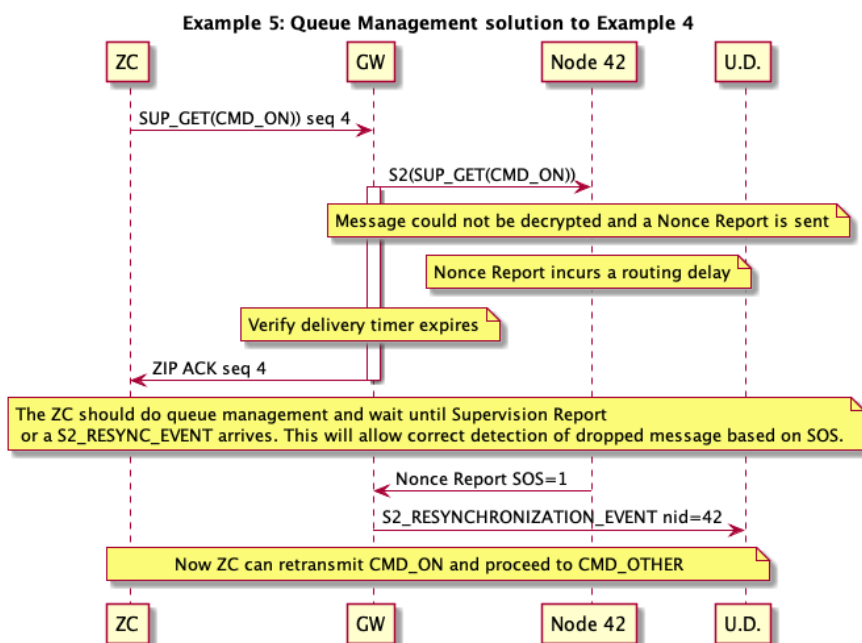 Example 5: Queue Management solution to Example 4
ZC GW Node 42 U.D.
SUP_GET(CMD_ON)) seq 4
S2(SUP_GET(CMD_ON))
Message could not be decrypted and a Nonce Report is sent
Nonce Report incurs a routing delay
Verify delivery timer expires
ZIP ACK seq 4
The ZC should do queue management and wait until Supervision Report
or a S2_RESYNC_EVENT arrives. This will allow correct detection of dropped message based on SOS.
Nonce Report SOS=1
S2_RESYNCHRONIZATION_EVENT nid=42
Now ZC can retransmit CMD_ON and proceed to CMD_OTHER
ZC GW Node 42 U.D.